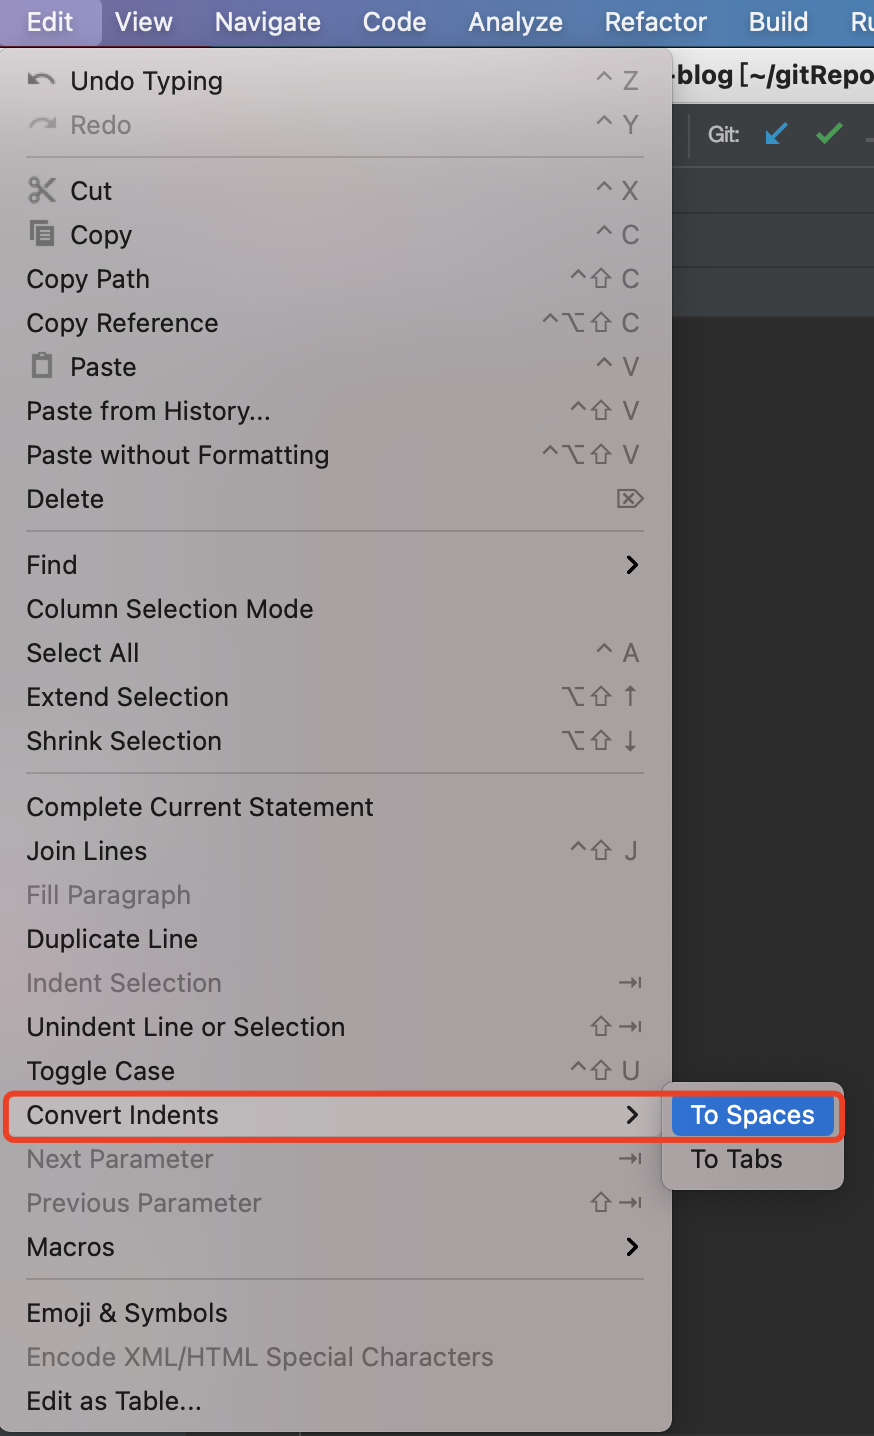 Edit View Navigate Code Analyze Refactor Build Ru
-blog [~/gitRepo
Git:
Undo Typing ^ Z
Redo ^ Y
Cut ^ X
Copy ^ C
Copy Path ^⇧ C
Copy Reference ^⌥⇧ C
Paste ^ V
Paste from History... ^⇧ V
Paste without Formatting ^⌥⇧ V
Delete ⌦
Find
Column Selection Mode
Select All ^ A
Extend Selection ⌥⇧ ↑
Shrink Selection ⌥⇧ ↓
Complete Current Statement
Join Lines ^⇧ J
Fill Paragraph
Duplicate Line
Indent Selection ⇥
Unindent Line or Selection ⇧ ⇥
Toggle Case ^⇧ U
Convert Indents
To Spaces
To Tabs
Next Parameter ⇥
Previous Parameter ⇧ ⇥
Macros
Emoji & Symbols
Encode XML/HTML Special Characters
Edit as Table...